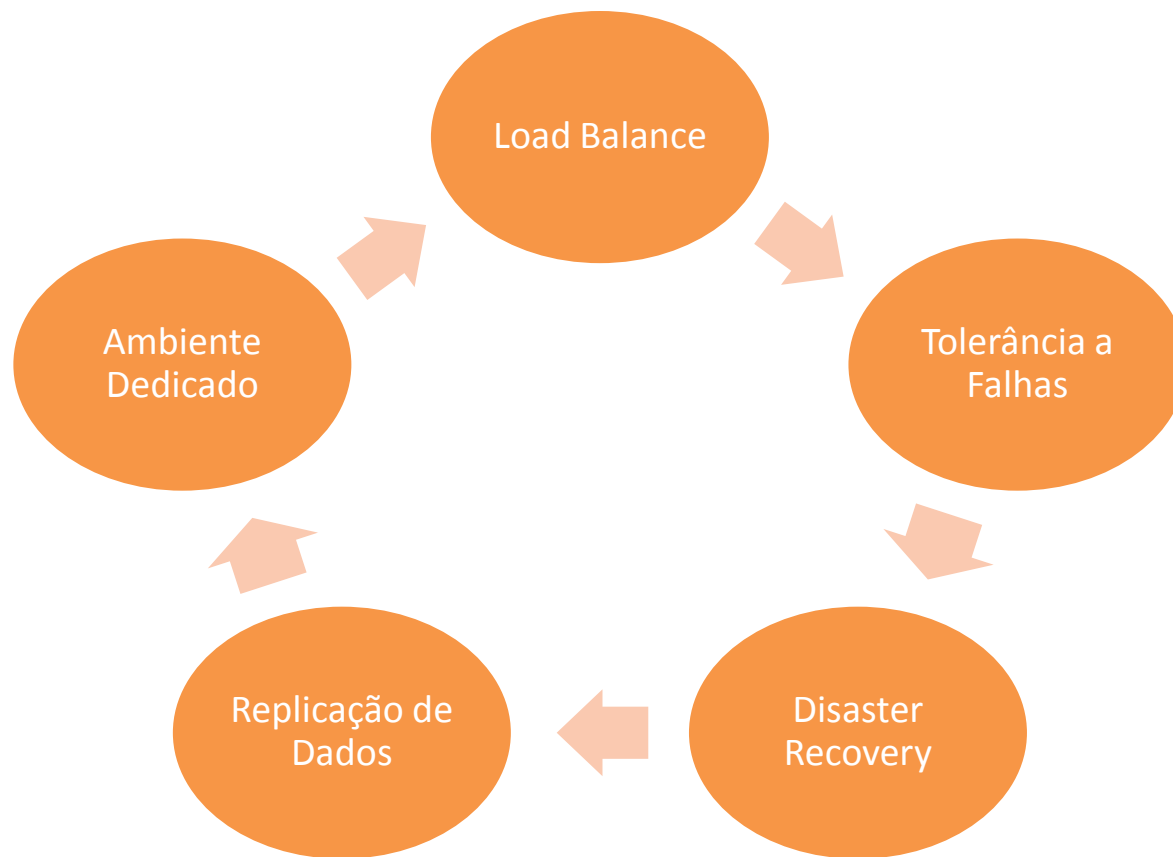 Load Balance
Tolerância a
Falhas
Disaster
Recovery
Replicação de
Dados
Ambiente
Dedicado